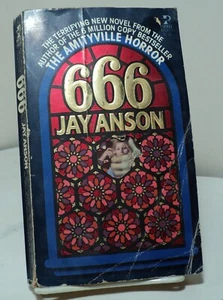 THE TERRIFYING NEW NOVEL FROM THE
AUTHOR OF THE 6 MILLION COPY BESTSELLER
THE AMITYVILLE HORROR
666
JAY ANSON
666
JAY ANSON